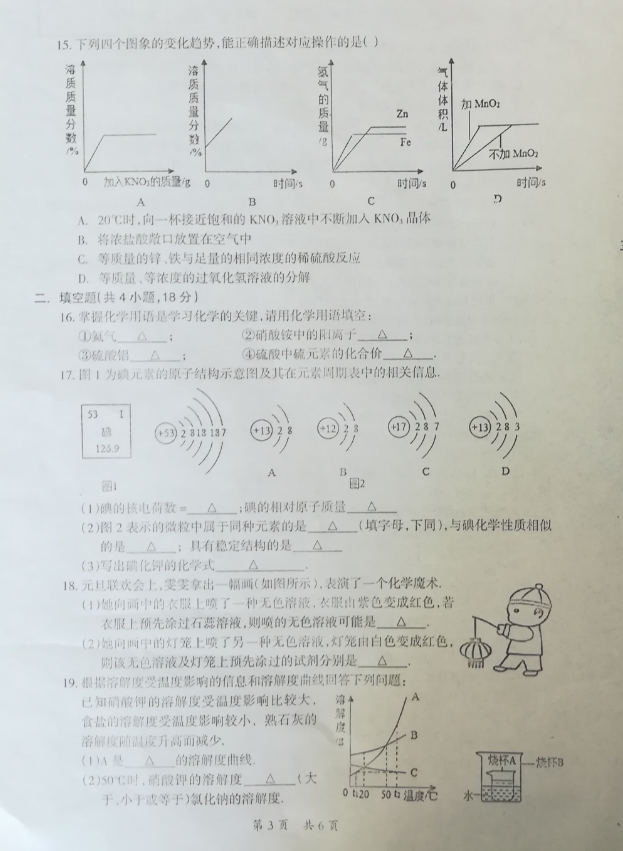 15. 下列四个图象的变化趋势,能正确描述对应操作的是( )
溶质质量分数/% 0 加入KNO3的质量/g A
溶质质量分数/% 0 时间/s B
氢气的质量/g Zn Fe 0 时间/s C
气体体积/L 加 MnO2 不加 MnO2 0 时间/s D
A. 20℃时,向一杯接近饱和的 KNO3 溶液中不断加入 KNO3 晶体
B. 将浓盐酸敞口放置在空气中
C. 等质量的锌、铁与足量的相同浓度的稀硫酸反应
D. 等质量、等浓度的过氧化氢溶液的分解
二. 填空题(共 4 小题,18 分)
16. 掌握化学用语是学习化学的关键,请用化学用语填空:
①氦气 △ ; ②硝酸铵中的阳离子 △ ;
③硫酸铝 △ ; ④硫酸中硫元素的化合价 △ .
17. 图 1 为碘元素的原子结构示意图及其在元素周期表中的相关信息.
53 I
碘
126.9
+53 2 8 18 18 7
+13 2 8
+12 2 8
+17 2 8 7
+13 2 8 3
A B C D
图1 图2
(1)碘的核电荷数= △ ;碘的相对原子质量 △
(2)图 2 表示的微粒中属于同种元素的是 △ (填字母,下同),与碘化学性质相似
的是 △ ; 具有稳定结构的是 △
(3)写出碘化钾的化学式 △ .
18. 元旦联欢会上,雯雯拿出一幅画(如图所示),表演了一个化学魔术.
(1)她向画中的衣服上喷了一种无色溶液,衣服由紫色变成红色,若
衣服上预先涂过石蕊溶液,则喷的无色溶液可能是 △ .
(2)她向画中的灯笼上喷了另一种无色溶液,灯笼由白色变成红色,
则该无色溶液及灯笼上预先涂过的试剂分别是 △ .
19. 根据溶解度受温度影响的信息和溶解度曲线回答下列问题:
已知硝酸钾的溶解度受温度影响比较大,
食盐的溶解度受温度影响较小、熟石灰的
溶解度随温度升高而减少.
(1)A 是 △ 的溶解度曲线.
(2)50℃时,硝酸钾的溶解度 △ (大
于,小于或等于)氯化钠的溶解度.
溶解度/g A B C
0 t1 20 50 t2 温度/℃
烧杯A 烧杯B
水
第 3 页 共 6 页